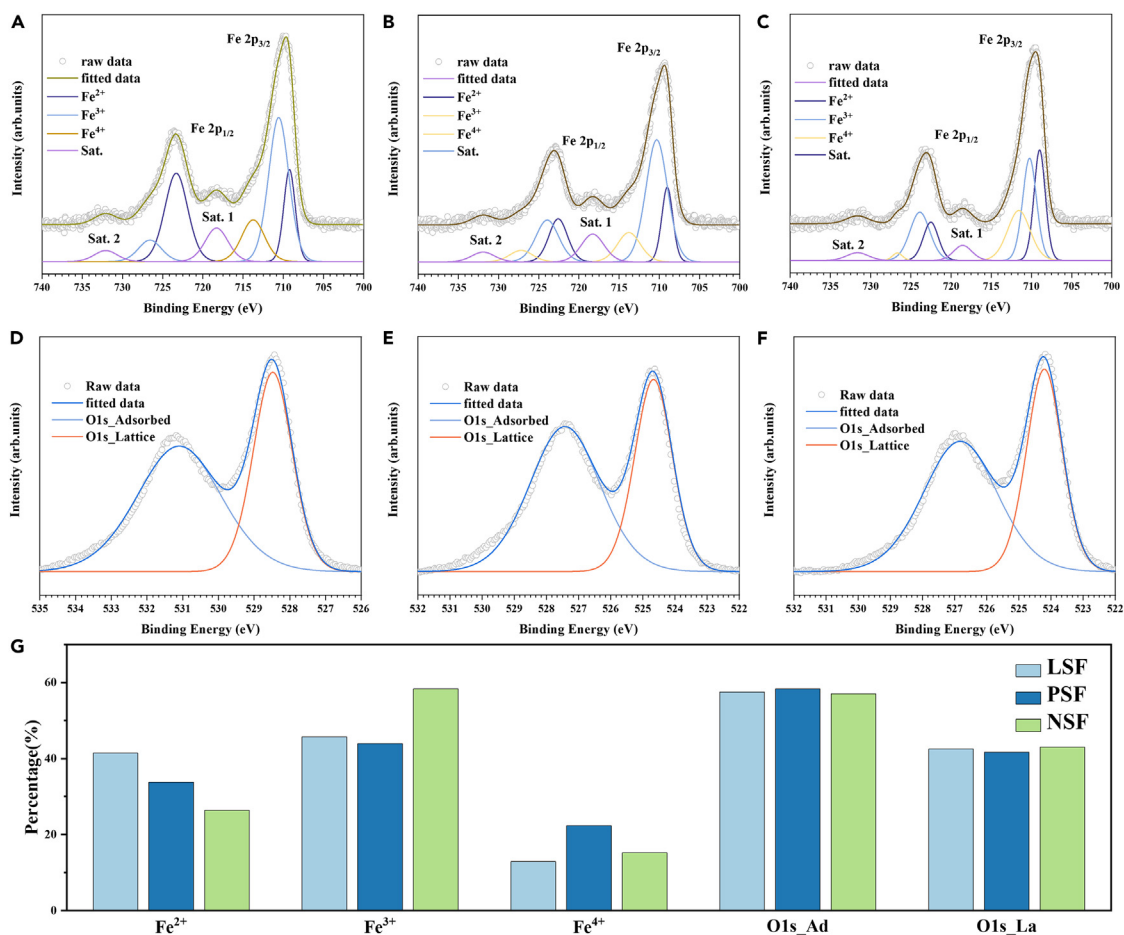 A
Fe 2p3/2
raw data
fitted data
Fe2+
Fe3+
Fe4+
Sat.
Fe 2p1/2
Sat. 1
Sat. 2
Intensity (arb.units)
740 735 730 725 720 715 710 705 700
Binding Energy (eV)
B
Fe 2p3/2
raw data
fitted data
Fe2+
Fe3+
Fe4+
Sat.
Fe 2p1/2
Sat. 1
Sat. 2
Intensity (arb.units)
740 735 730 725 720 715 710 705 700
Binding Energy (eV)
C
Fe 2p3/2
raw data
fitted data
Fe2+
Fe3+
Fe4+
Sat.
Fe 2p1/2
Sat. 1
Sat. 2
Intensity (arb.units)
740 735 730 725 720 715 710 705 700
Binding Energy (eV)
D
Raw data
fitted data
O1s_Adsorbed
O1s_Lattice
Intensity (arb.units)
535 534 533 532 531 530 529 528 527 526
Binding Energy (eV)
E
Raw data
fitted data
O1s_Adsorbed
O1s_Lattice
Intensity (arb.units)
532 531 530 529 528 527 526 525 524 523 522
Binding Energy (eV)
F
Raw data
fitted data
O1s_Adsorbed
O1s_Lattice
Intensity (arb.units)
532 531 530 529 528 527 526 525 524 523 522
Binding Energy (eV)
G
LSF
PSF
NSF
Percentage(%)
60
40
20
0
Fe2+ Fe3+ Fe4+ O1s_Ad O1s_La